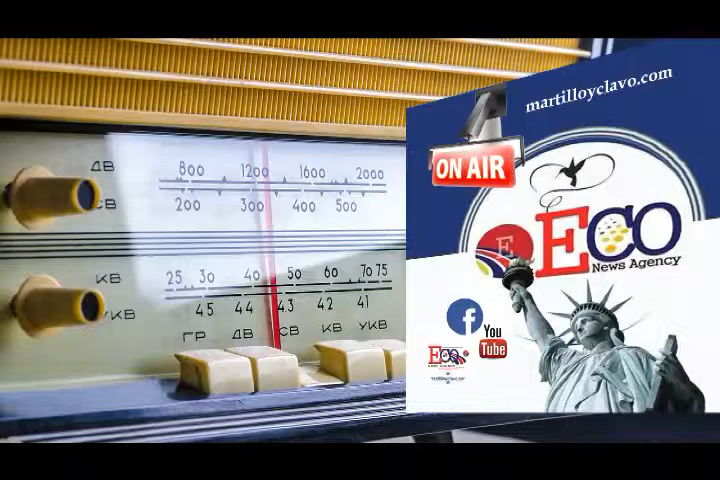 martilloyclavo.com
ON AIR
ECO
News Agency
E
f
You
Tube
ECO
ДВ
800 1200 1600 2000
200 300 400 500
СВ
КВ
25 30 40 50 60 70 75
45 44 43 42 41
УКВ
ГР ДВ СВ КВ УКВ